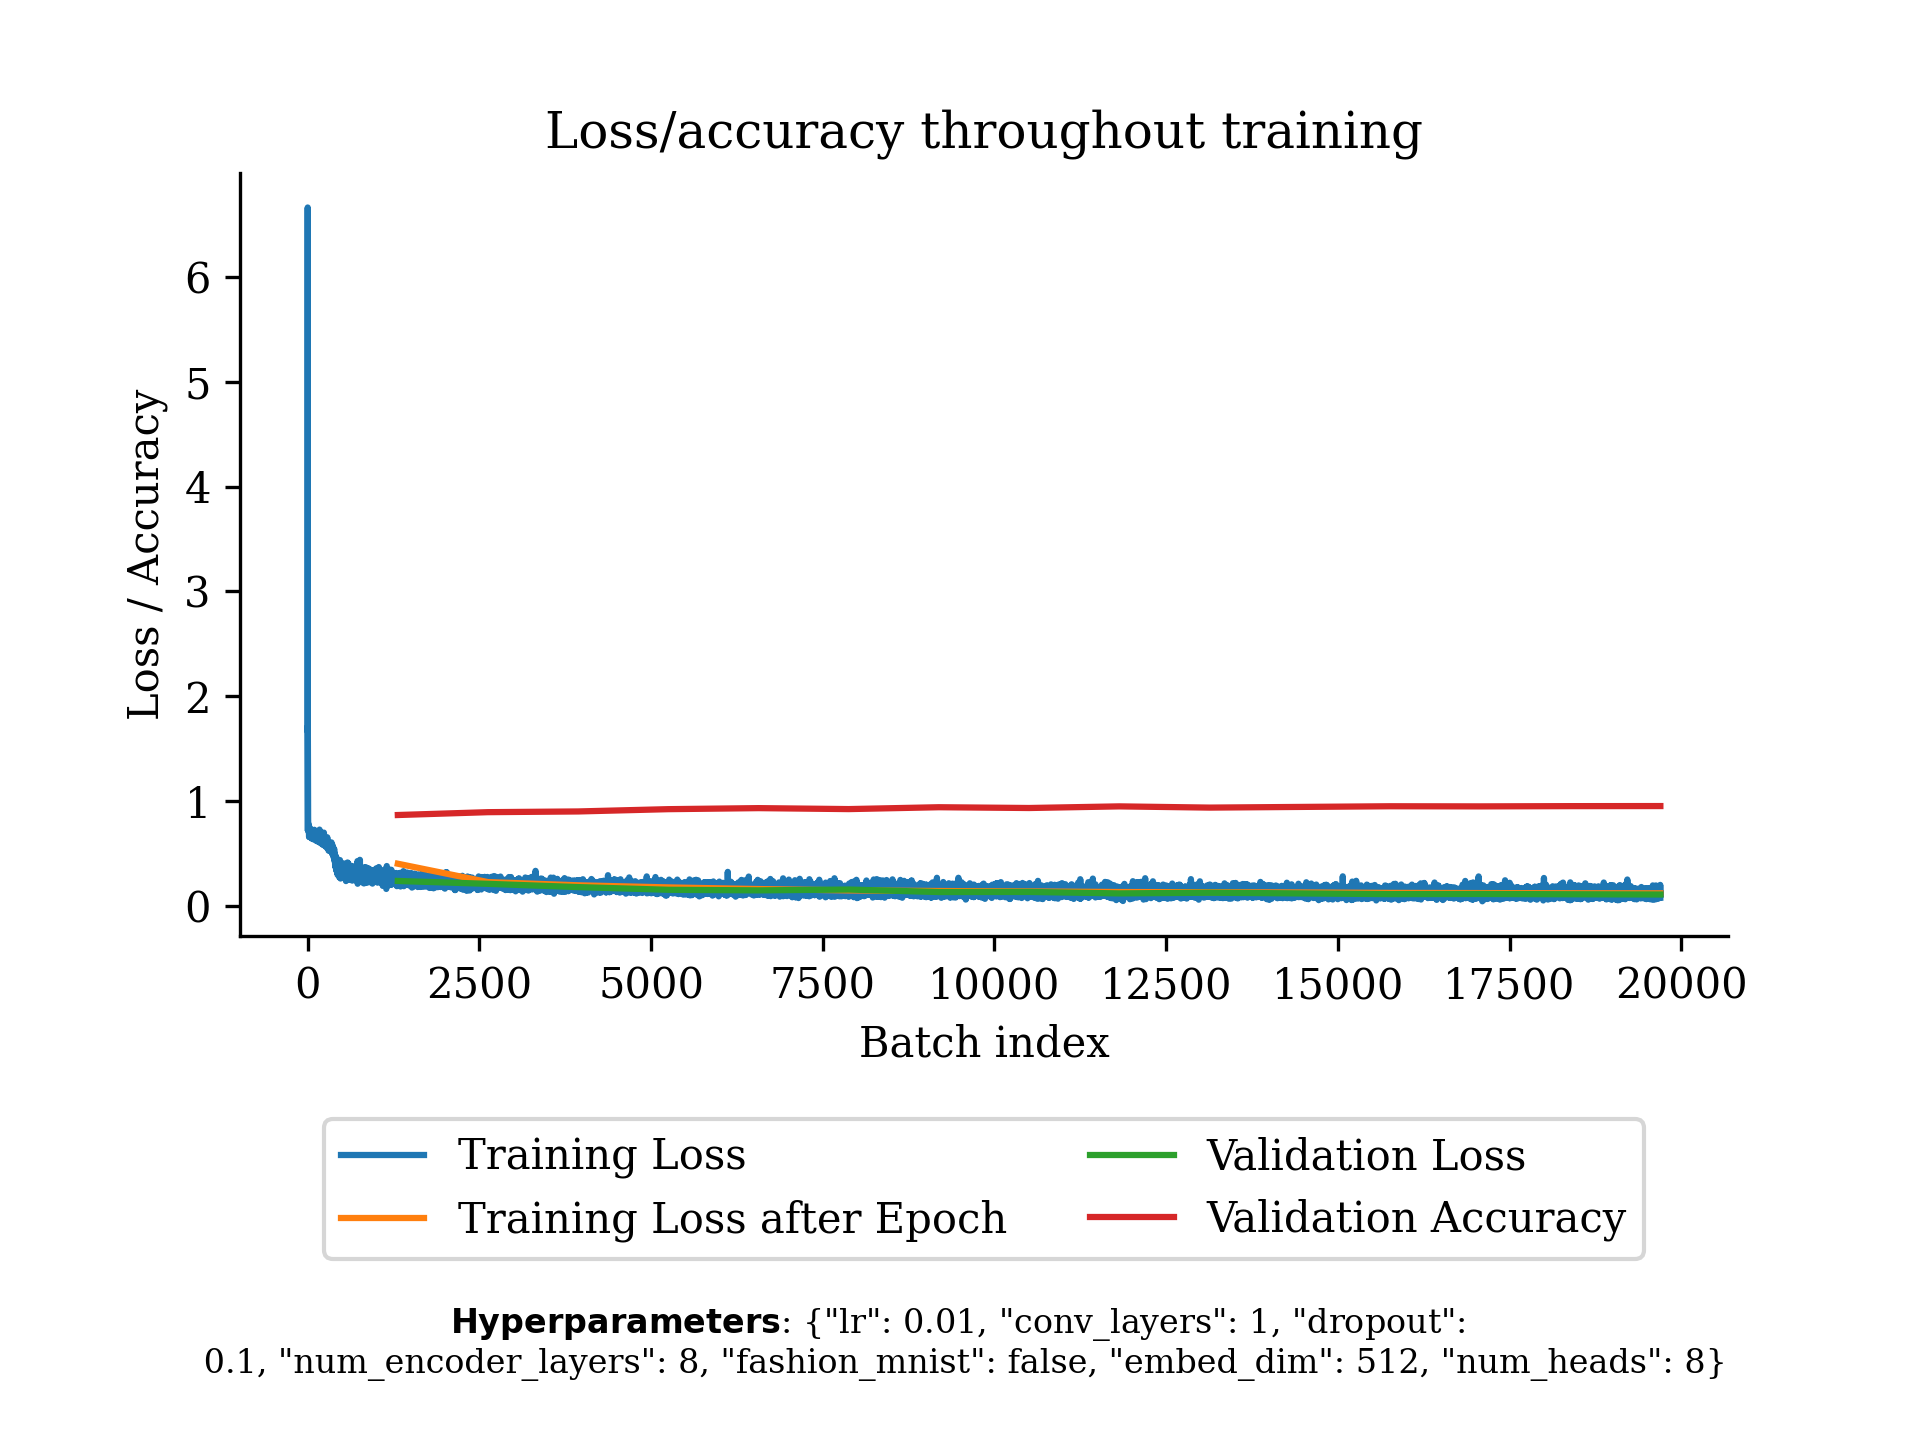 Loss/accuracy throughout training
Loss / Accuracy
6
5
4
3
2
1
0
0 2500 5000 7500 10000 12500 15000 17500 20000
Batch index
Training Loss Validation Loss
Training Loss after Epoch Validation Accuracy
Hyperparameters: {"lr": 0.01, "conv_layers": 1, "dropout":
0.1, "num_encoder_layers": 8, "fashion_mnist": false, "embed_dim": 512, "num_heads": 8}